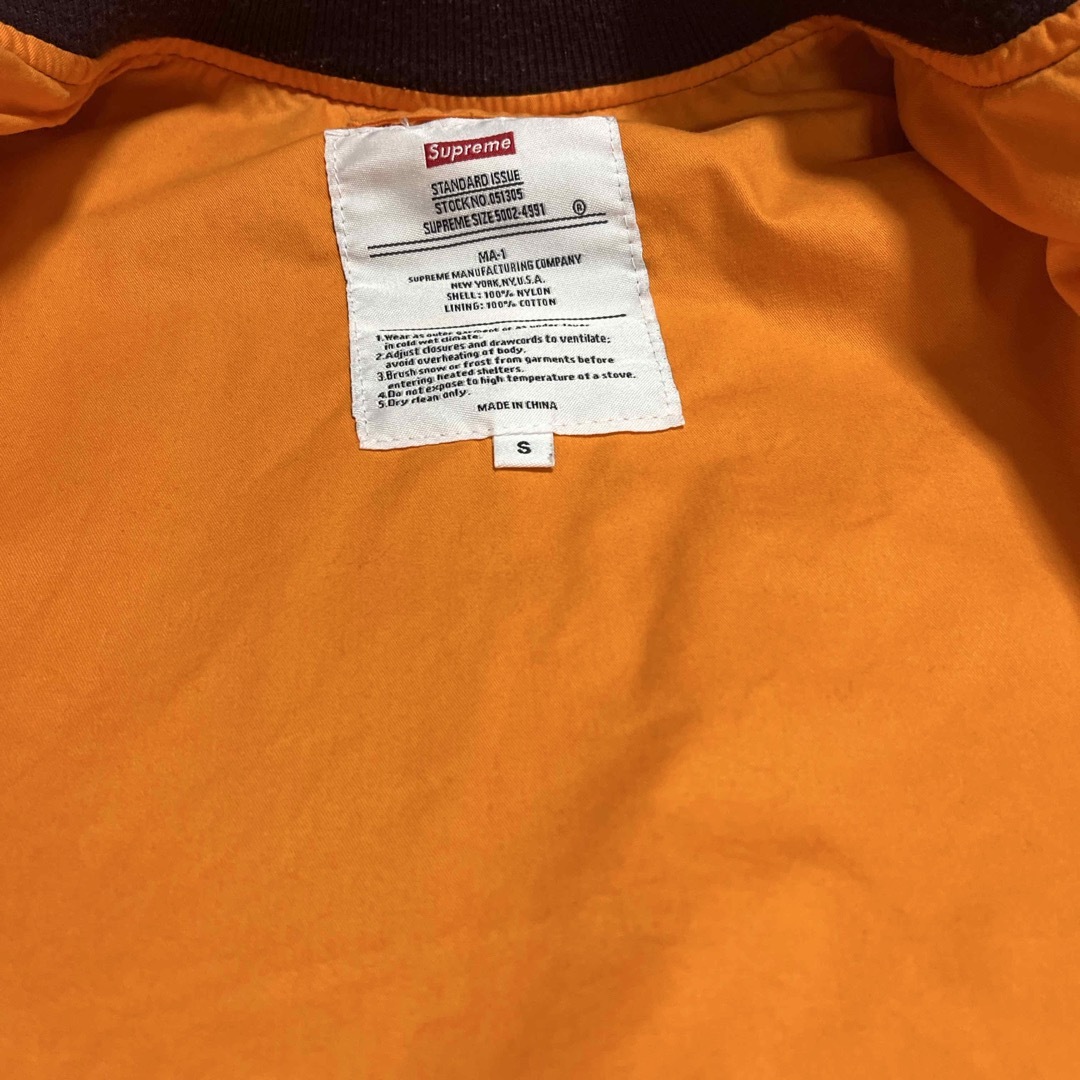 Supreme
STANDARD ISSUE
STOCK NO. 051305
SUPREME SIZE 5002-4991 ®
MA-1
SUPREME MANUFACTURING COMPANY
NEW YORK, NY, U.S.A.
SHELL: 100% NYLON
LINING: 100% COTTON
1.Wear as outer garment or as under-layer
in cold wet climate.
2.Adjust closures and drawcords to ventilate;
avoid overheating of body.
3.Brush snow or frost from garments before
entering heated shelters.
4.Do not expose to high temperature of a stove.
5.Dry clean only.
MADE IN CHINA
S